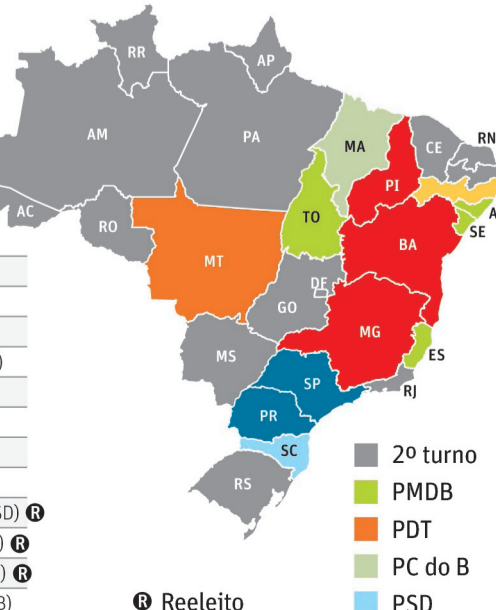 RR
AP
AM
PA
MA
CE
RN
PI
AC
RO
TO
A
SE
BA
MT
DF
GO
MG
MS
ES
SP
RJ
PR
SC
RS
2º turno
PMDB
PDT
PC do B
PSD
)
SD) R
) R
) R
B)
R Reeleito